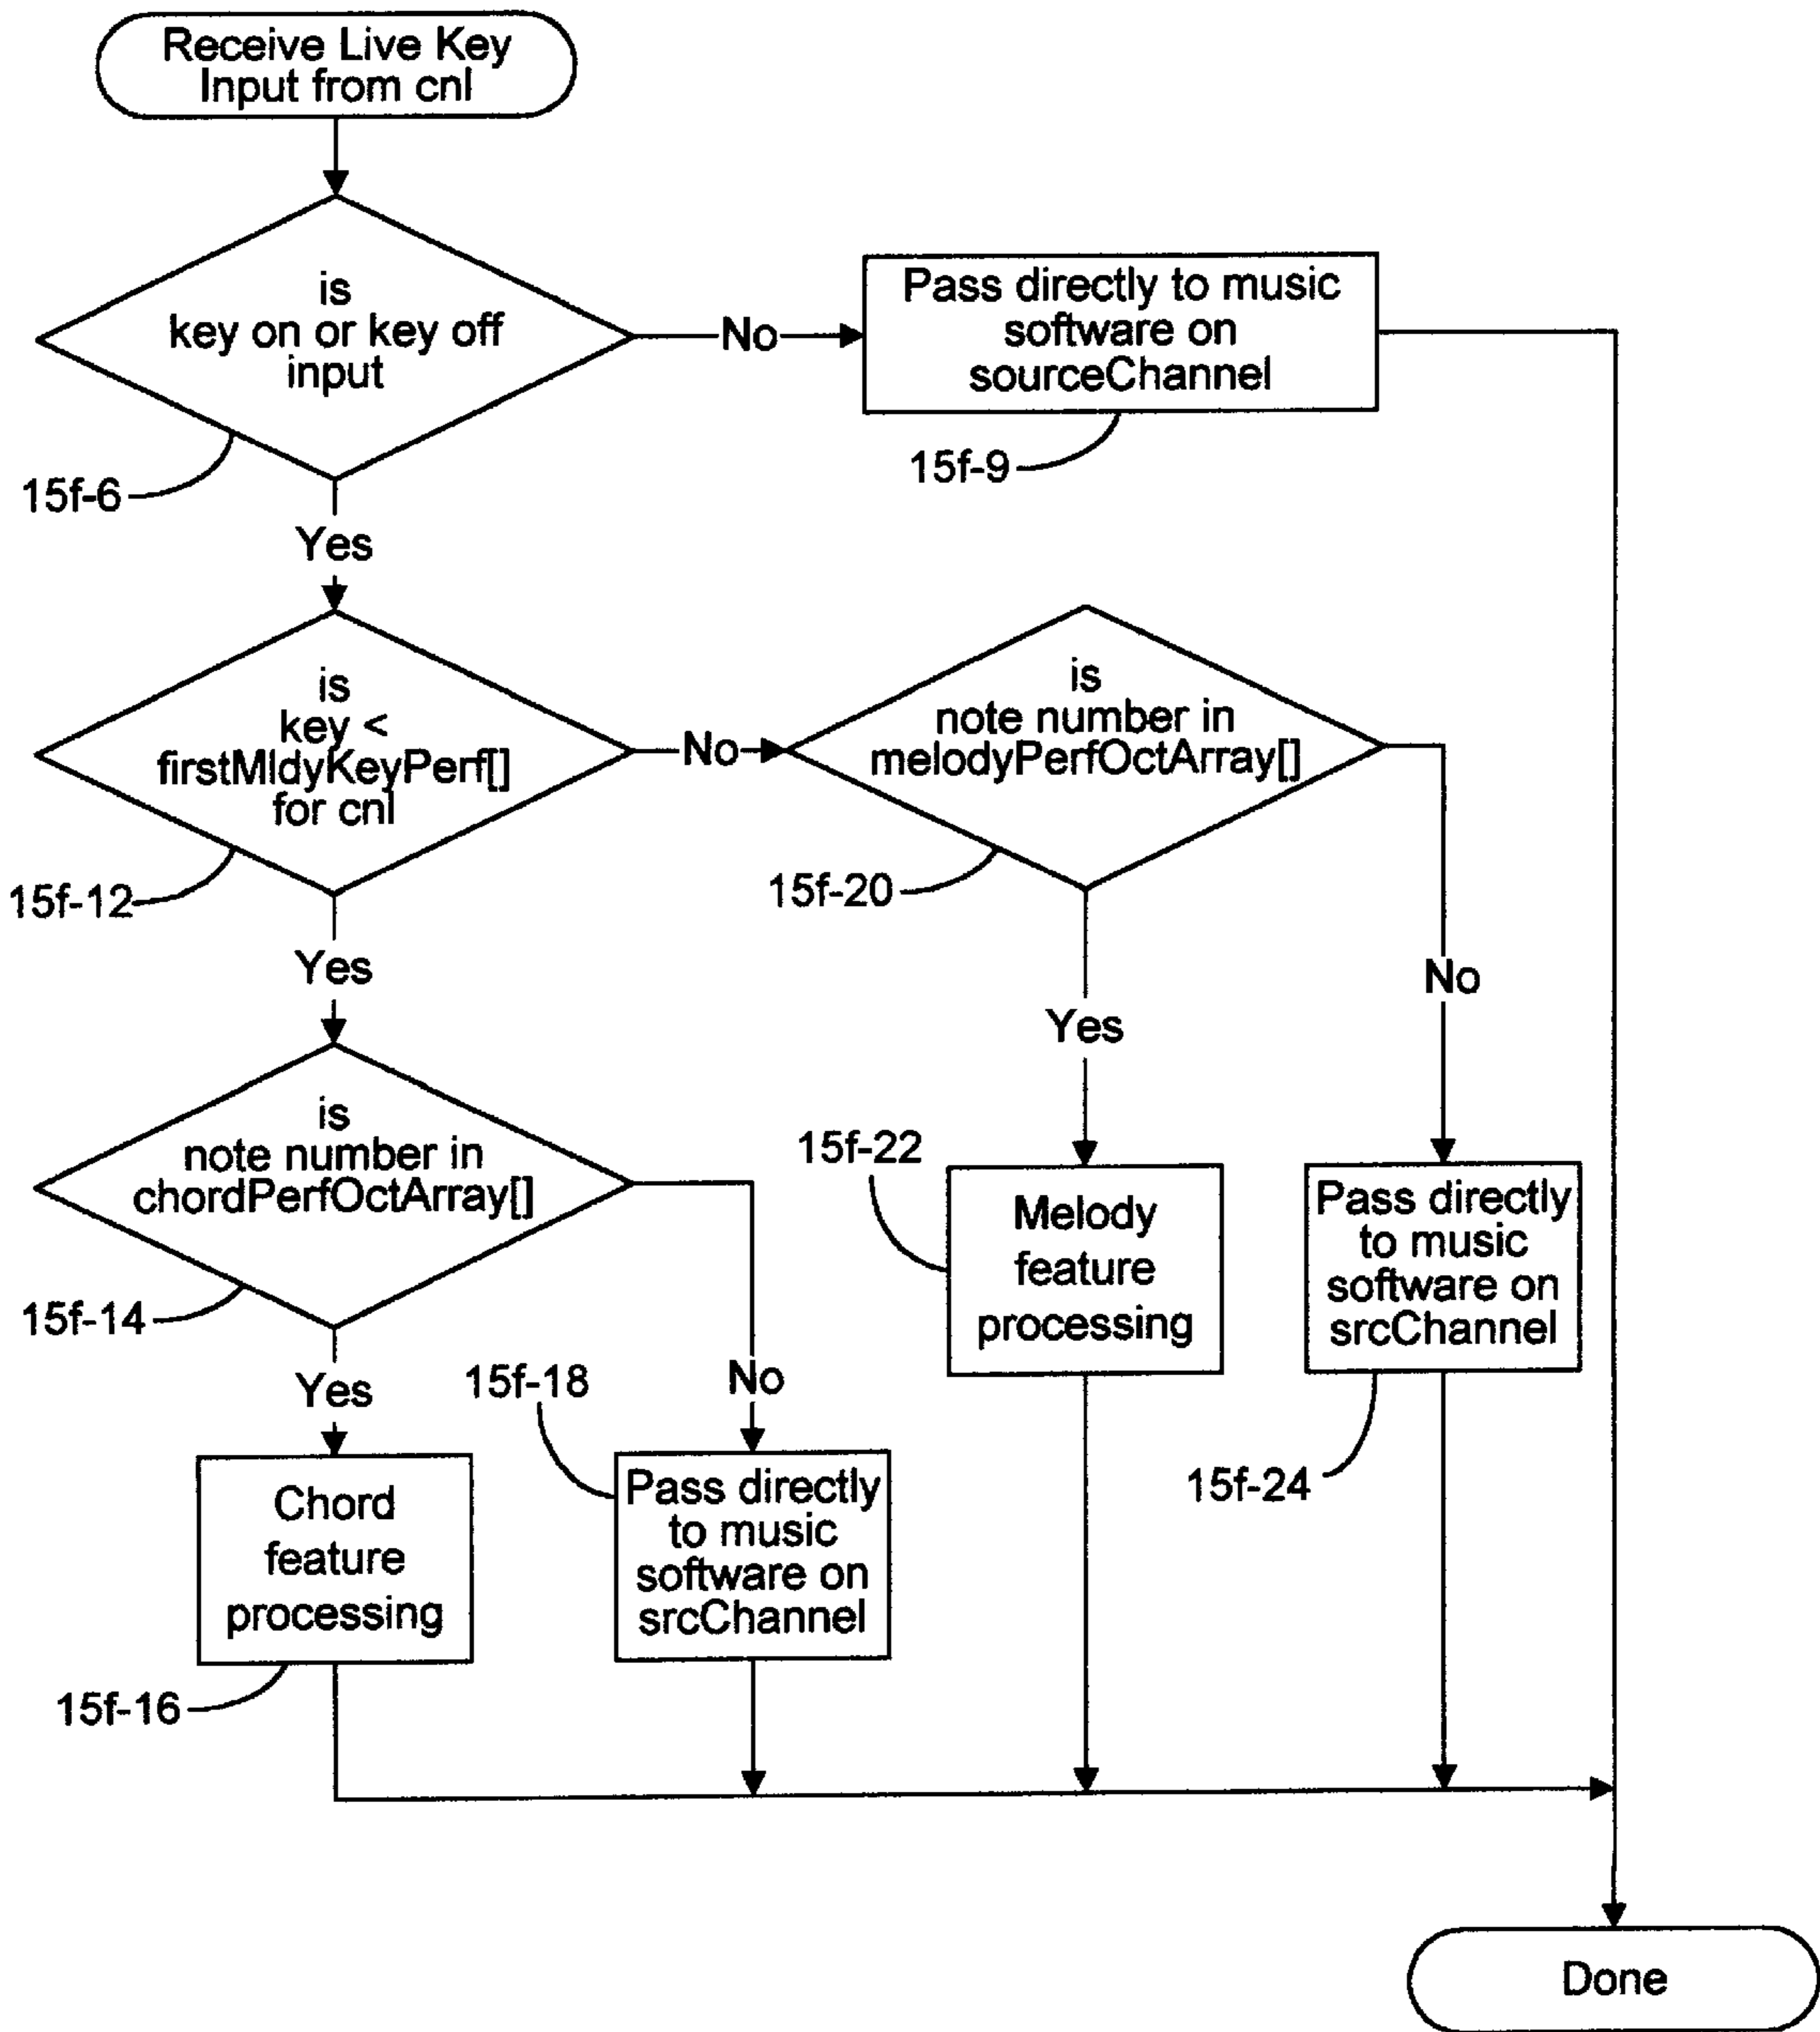 Receive Live Key
Input from cnl
is
key on or key off
input
No
Pass directly to music
software on
sourceChannel
15f-6
15f-9
Yes
is
key <
firstMldyKeyPerf[]
for cnl
No
is
note number in
melodyPerfOctArray[]
15f-12
15f-20
Yes
No
Yes
is
note number in
chordPerfOctArray[]
15f-22
Melody
feature
processing
Pass directly
to music
software on
srcChannel
15f-14
Yes
15f-18
No
15f-24
Chord
feature
processing
Pass directly
to music
software on
srcChannel
15f-16
Done